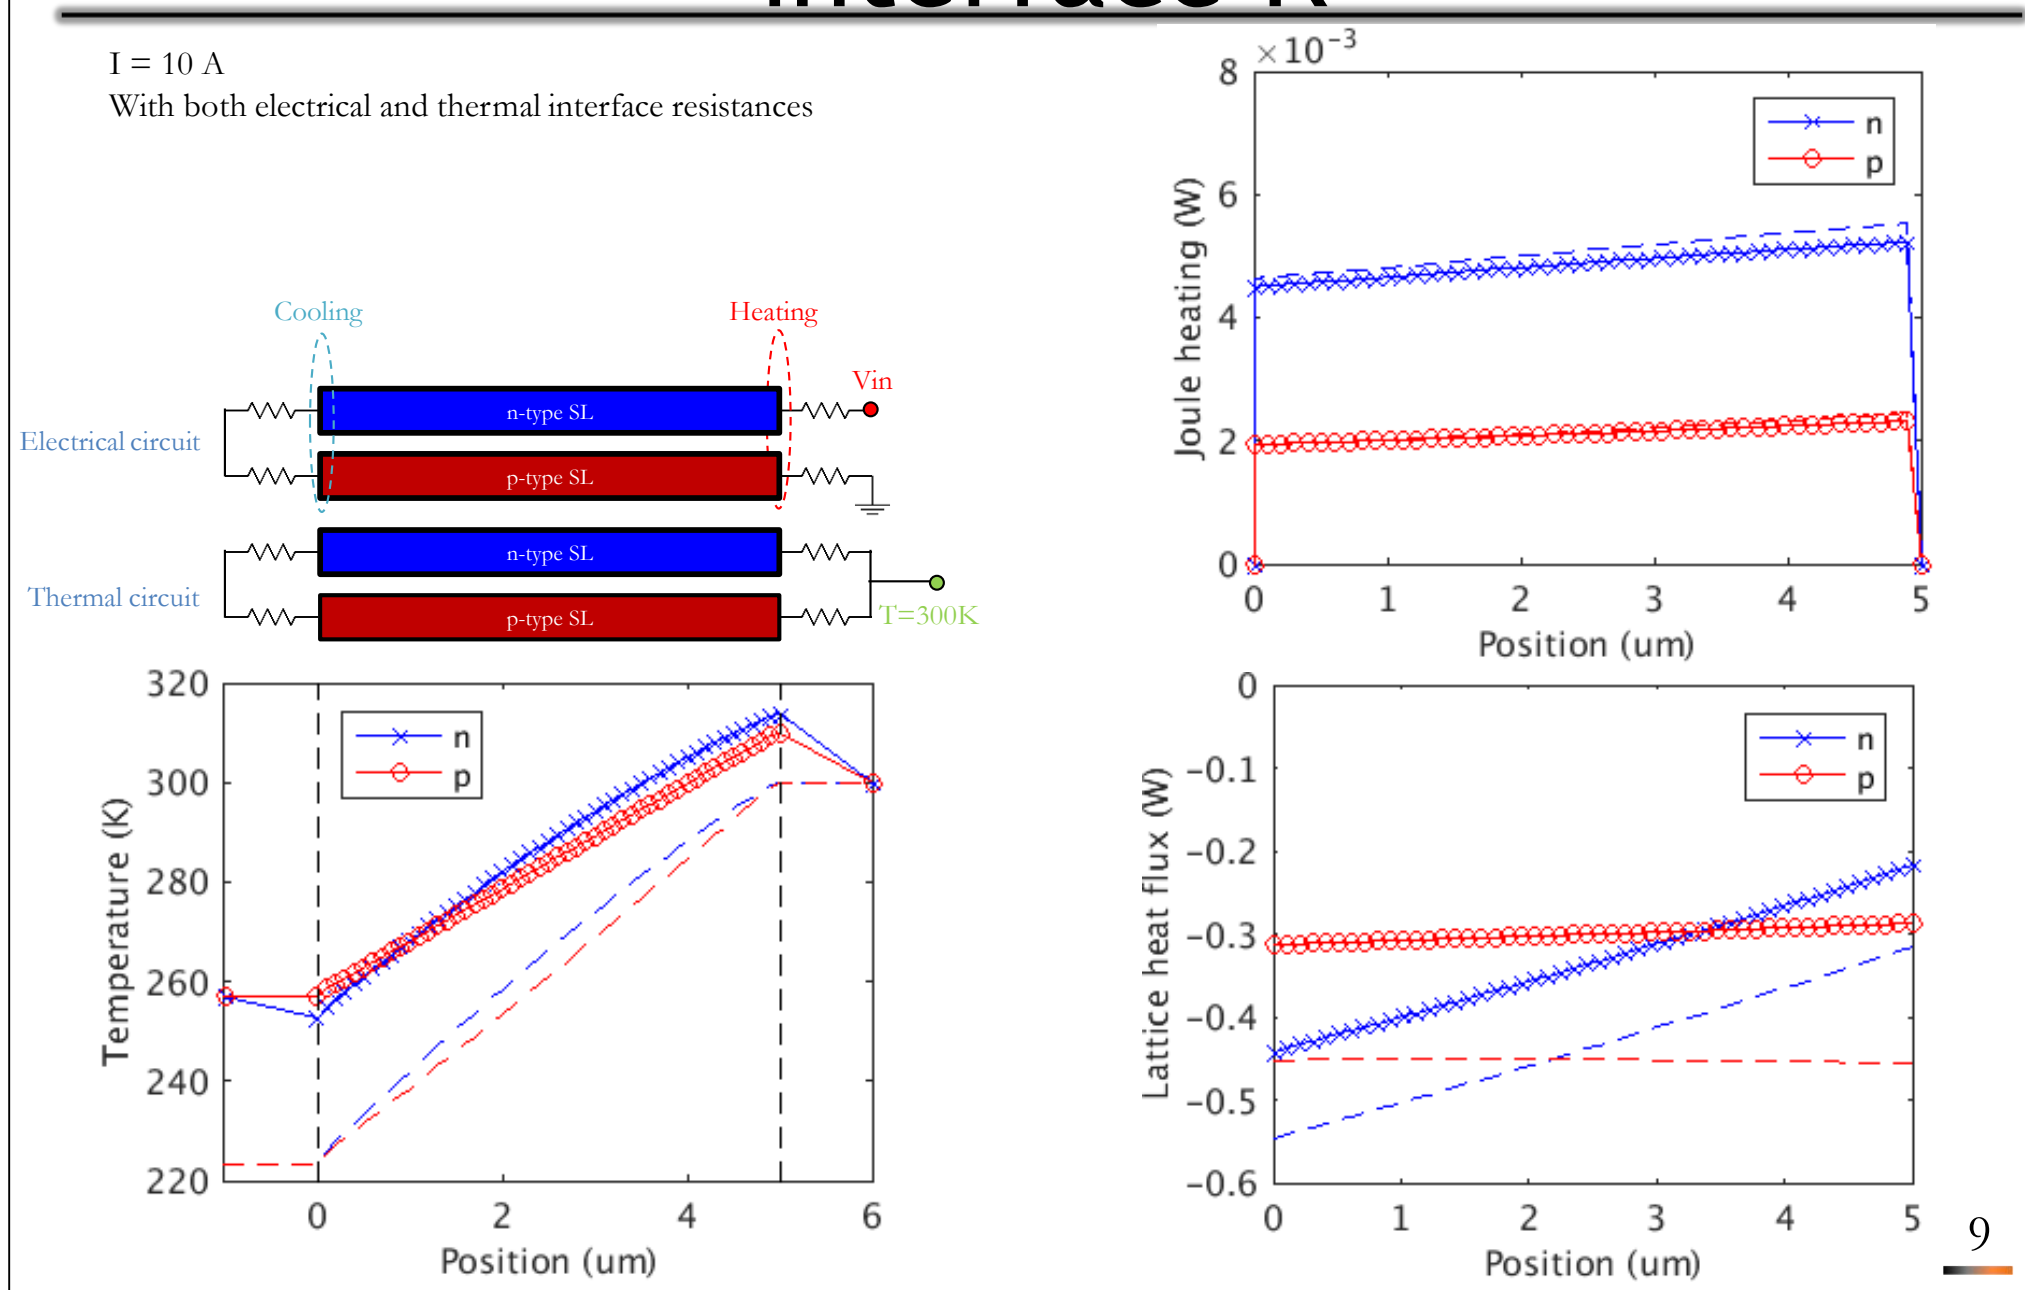 interface R
I = 10 A
With both electrical and thermal interface resistances
Cooling
Heating
Vin
n-type SL
Electrical circuit
p-type SL
n-type SL
Thermal circuit
p-type SL
T=300K
×10⁻³
8
6
4
2
0
0 1 2 3 4 5
Joule heating (W)
Position (um)
n
p
320
300
280
260
240
220
0 2 4 6
Temperature (K)
Position (um)
n
p
0
−0.1
−0.2
−0.3
−0.4
−0.5
−0.6
0 1 2 3 4 5
Lattice heat flux (W)
Position (um)
n
p
9